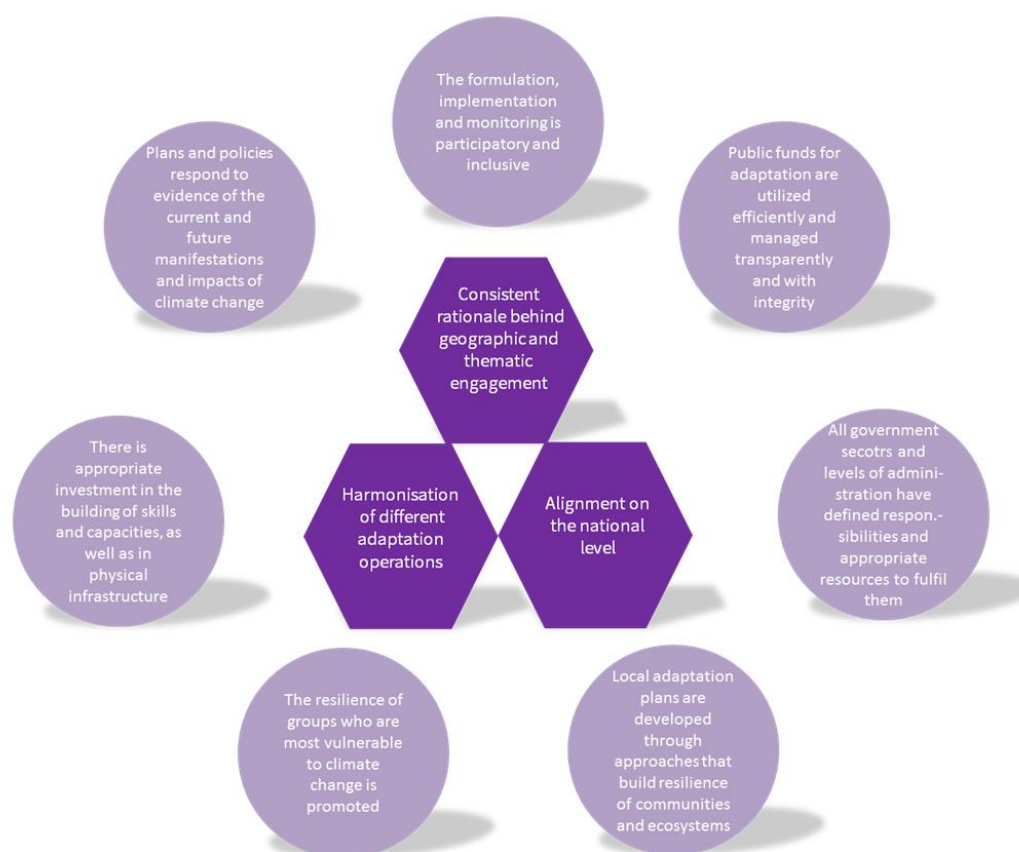 The formulation,
implementation
and monitoring is
participatory and
inclusive
Plans and policies
respond to
evidence of the
current and
future
manifestations
and impacts of
climate change
Public funds for
adaptation are
utilized
efficiently and
managed
transparently
and with
integrity
Consistent
rationale behind
geographic and
thematic
engagement
There is
appropriate
investment in the
building of skills
and capacities, as
well as in
physical
infrastructure
Harmonisation
of different
adaptation
operations
Alignment on
the national
level
All government
secotrs and
levels of admini-
stration have
defined respon.-
sibilities and
appropriate
resources to fulfil
them
The resilience of
groups who are
most vulnerable
to climate
change is
promoted
Local adaptation
plans are
developed
through
approaches that
build resilience
of communities
and ecosystems